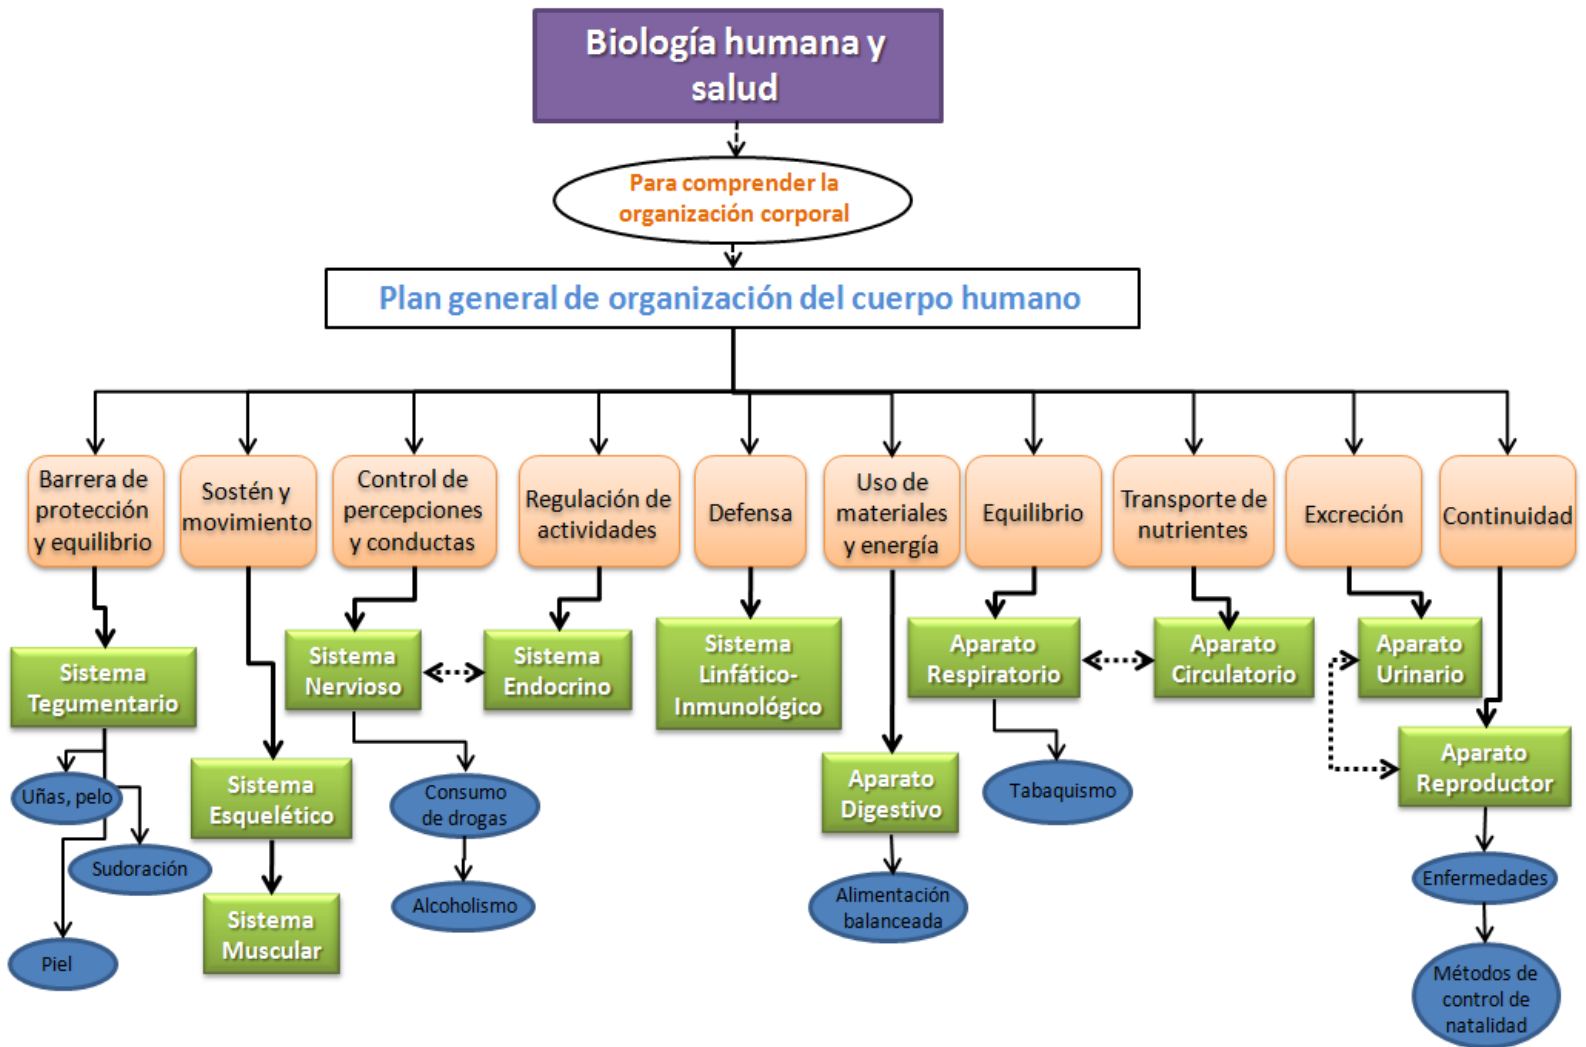 Biología humana y
salud
Para comprender la
organización corporal
Plan general de organización del cuerpo humano
Barrera de
protección
y equilibrio
Sostén y
movimiento
Control de
percepciones
y conductas
Regulación de
actividades
Defensa
Uso de
materiales
y energía
Equilibrio
Transporte de
nutrientes
Excreción
Continuidad
Sistema
Tegumentario
Sistema
Nervioso
Sistema
Endocrino
Sistema
Linfático-
Inmunológico
Aparato
Respiratorio
Aparato
Circulatorio
Aparato
Urinario
Uñas, pelo
Sudoración
Piel
Sistema
Esquelético
Sistema
Muscular
Consumo
de drogas
Alcoholismo
Aparato
Digestivo
Alimentación
balanceada
Tabaquismo
Aparato
Reproductor
Enfermedades
Métodos de
control de
natalidad